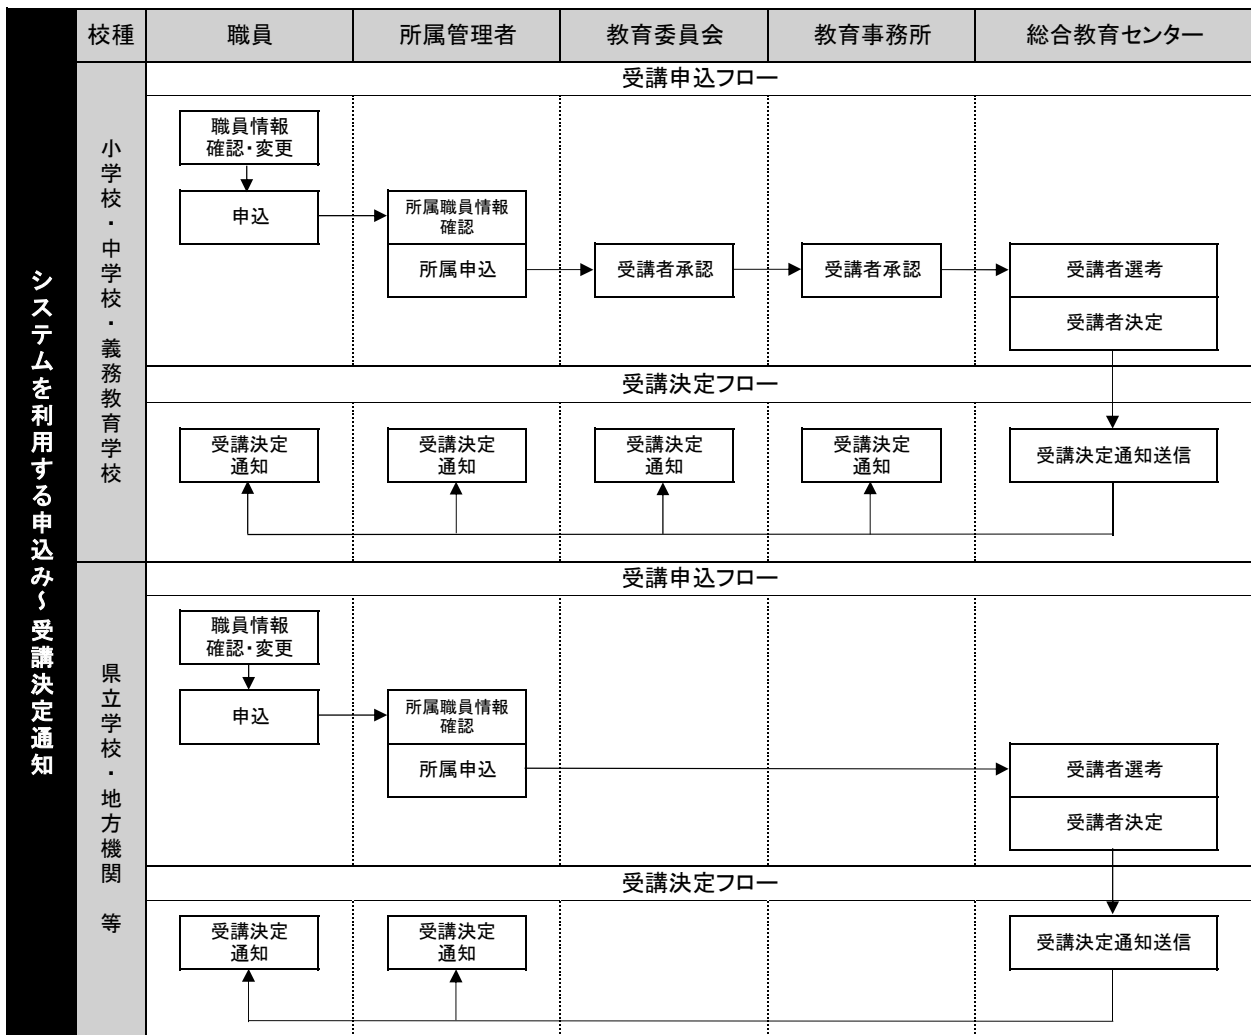 システムを利用する申込み～受講決定通知
校種
職員
所属管理者
教育委員会
教育事務所
総合教育センター
小学校・中学校・義務教育学校
受講申込フロー
職員情報
確認・変更
申込
所属職員情報
確認
所属申込
受講者承認
受講者承認
受講者選考
受講者決定
受講決定フロー
受講決定
通知
受講決定
通知
受講決定
通知
受講決定
通知
受講決定通知送信
県立学校・地方機関　等
受講申込フロー
職員情報
確認・変更
申込
所属職員情報
確認
所属申込
受講者選考
受講者決定
受講決定フロー
受講決定
通知
受講決定
通知
受講決定通知送信